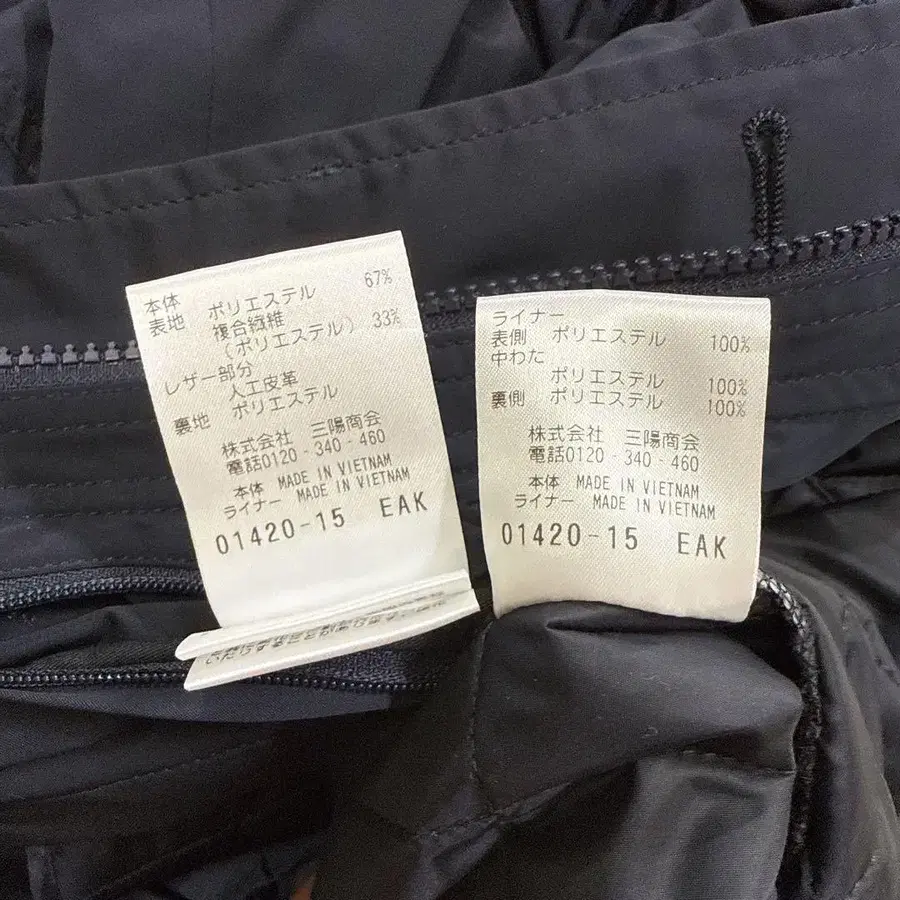 本体
表地 ポリエステル 67%
複合繊維
(ポリエステル) 33%
レザー部分
人工皮革
裏地 ポリエステル
株式会社 三陽商会
電話0120-340-460
本体 MADE IN VIETNAM
ライナー MADE IN VIETNAM
01420-15 EAK
ライナー
表側 ポリエステル 100%
中わた
ポリエステル 100%
裏側 ポリエステル 100%
株式会社 三陽商会
電話0120-340-460
本体 MADE IN VIETNAM
ライナー MADE IN VIETNAM
01420-15 EAK